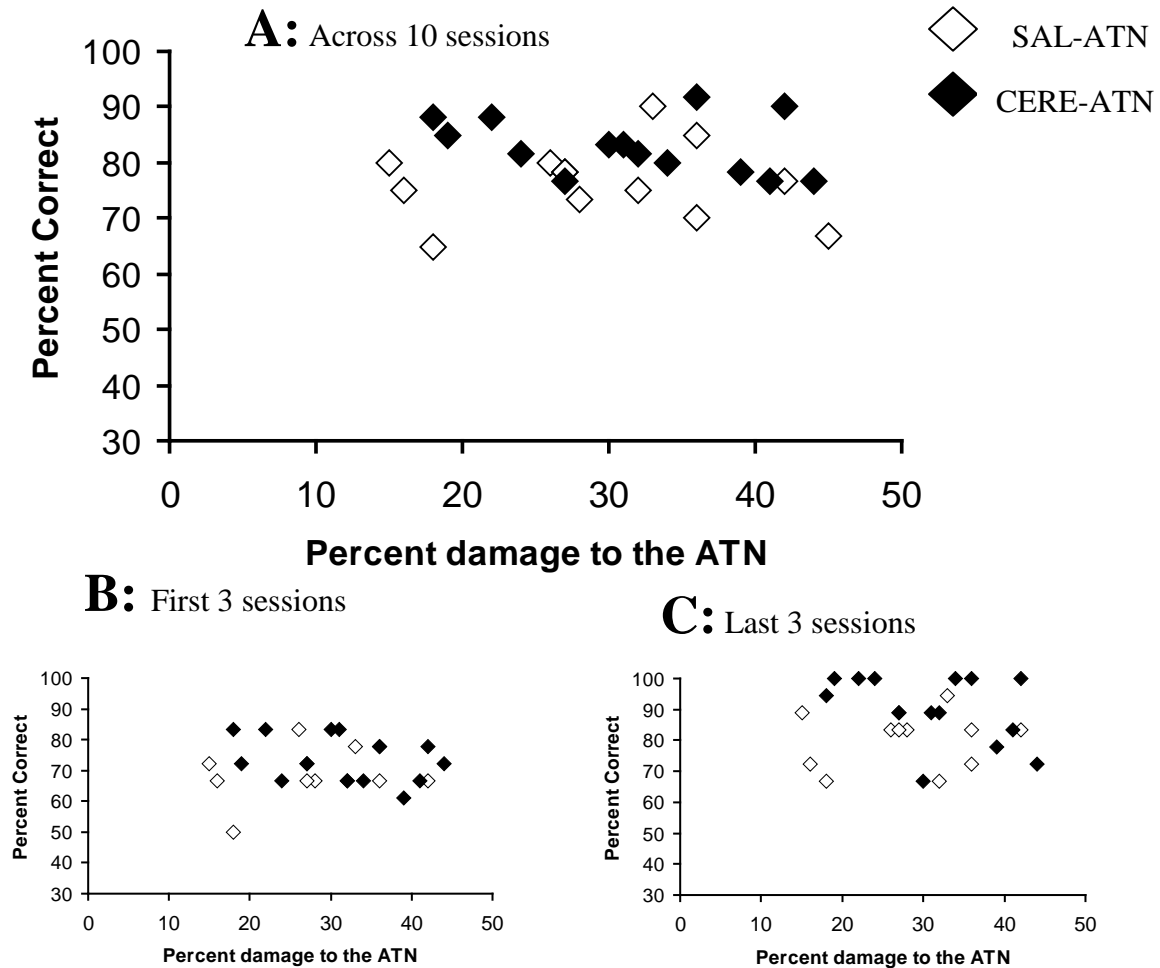 A: Across 10 sessions
SAL-ATN
CERE-ATN
100
90
80
70
60
50
40
30
Percent Correct
0 10 20 30 40 50
Percent damage to the ATN
B: First 3 sessions
100
90
80
70
60
50
40
30
Percent Correct
0 10 20 30 40 50
Percent damage to the ATN
C: Last 3 sessions
100
90
80
70
60
50
40
30
Percent Correct
0 10 20 30 40 50
Percent damage to the ATN